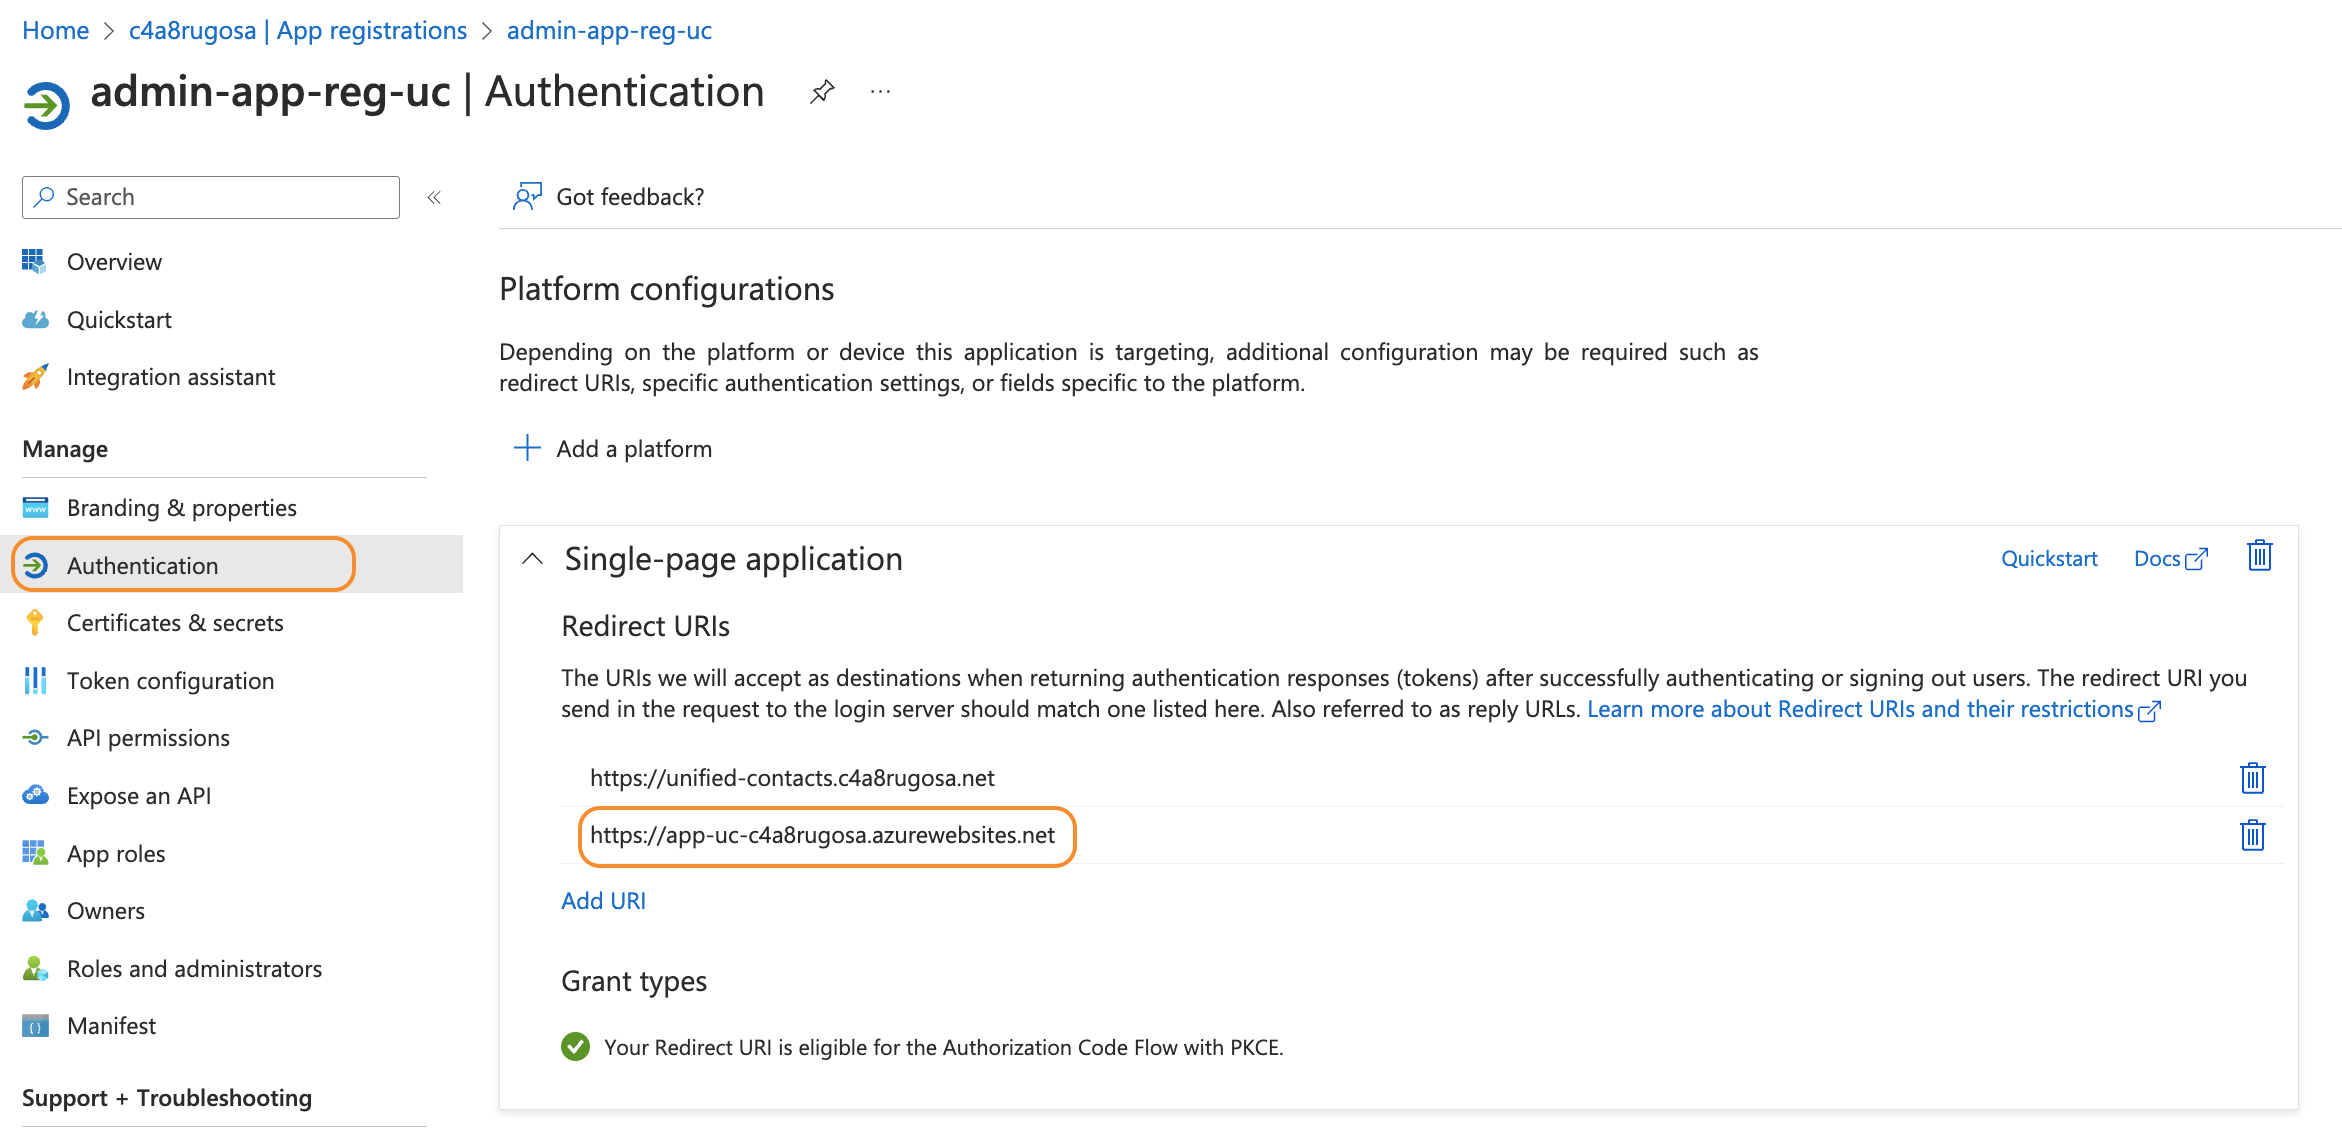 Home > c4a8rugosa | App registrations > admin-app-reg-uc
admin-app-reg-uc | Authentication
Search
Got feedback?
Overview
Quickstart
Integration assistant
Manage
Branding & properties
Authentication
Certificates & secrets
Token configuration
API permissions
Expose an API
App roles
Owners
Roles and administrators
Manifest
Support + Troubleshooting
Platform configurations
Depending on the platform or device this application is targeting, additional configuration may be required such as
redirect URIs, specific authentication settings, or fields specific to the platform.
Add a platform
Single-page application
Quickstart Docs
Redirect URIs
The URIs we will accept as destinations when returning authentication responses (tokens) after successfully authenticating or signing out users. The redirect URI you
send in the request to the login server should match one listed here. Also referred to as reply URLs. Learn more about Redirect URIs and their restrictions
https://unified-contacts.c4a8rugosa.net
https://app-uc-c4a8rugosa.azurewebsites.net
Add URI
Grant types
Your Redirect URI is eligible for the Authorization Code Flow with PKCE.